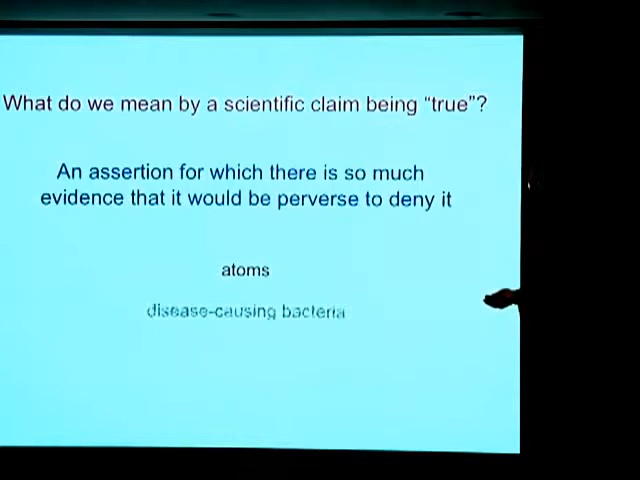 What do we mean by a scientific claim being “true”?
An assertion for which there is so much
evidence that it would be perverse to deny it
atoms
disease-causing bacteria